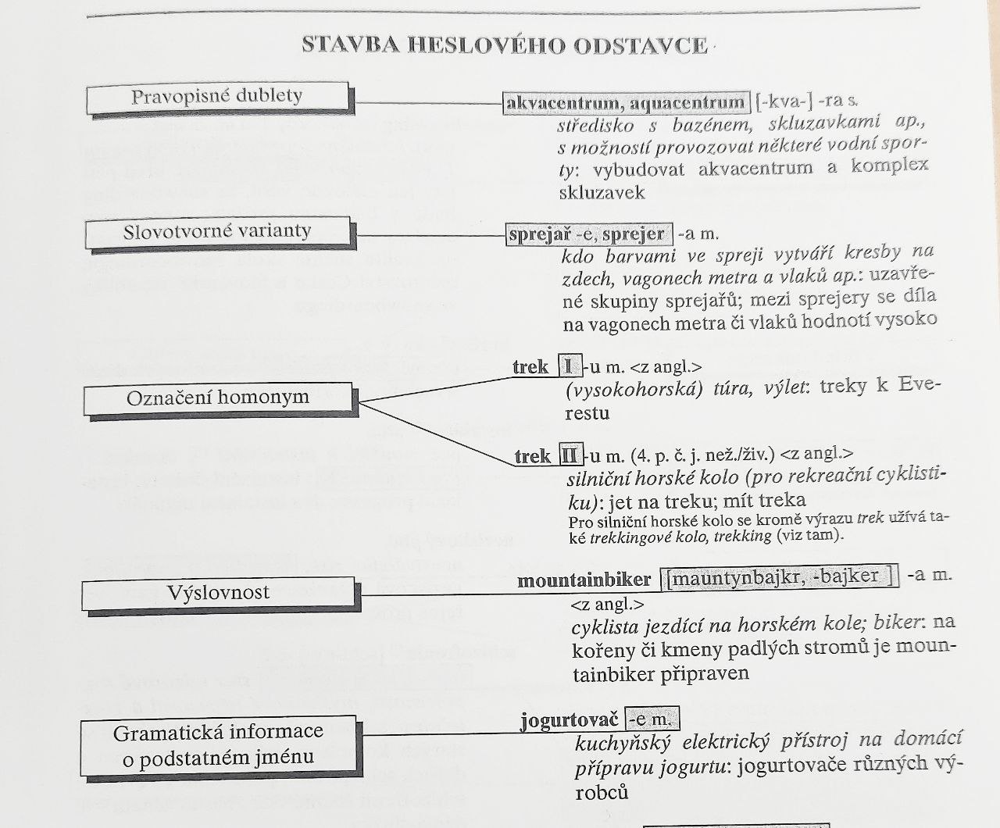 STAVBA HESLOVÉHO ODSTAVCE
Pravopisné dublety
akvacentrum, aquacentrum [-kva-] -ra s.
středisko s bazénem, skluzavkami ap.,
s možností provozovat některé vodní spor-
ty: vybudovat akvacentrum a komplex
skluzavek
Slovotvorné varianty
sprejař -e, sprejer -a m.
kdo barvami ve spreji vytváří kresby na
zdech, vagonech metra a vlaků ap.: uzavře-
né skupiny sprejařů; mezi sprejery se díla
na vagonech metra či vlaků hodnotí vysoko
Označení homonym
trek I -u m. <z angl.>
(vysokohorská) túra, výlet: treky k Eve-
restu
trek II -u m. (4. p. č. j. než./živ.) <z angl.>
silniční horské kolo (pro rekreační cyklisti-
ku): jet na treku; mít treka
Pro silniční horské kolo se kromě výrazu trek užívá ta-
ké trekkingové kolo, trekking (viz tam).
Výslovnost
mountainbiker [mauntynbajkr, -bajker ] -a m.
<z angl.>
cyklista jezdící na horském kole; biker: na
kořeny či kmeny padlých stromů je moun-
tainbiker připraven
Gramatická informace
o podstatném jménu
jogurtovač -e m.
kuchyňský elektrický přístroj na domácí
přípravu jogurtu: jogurtovače různých vý-
robců